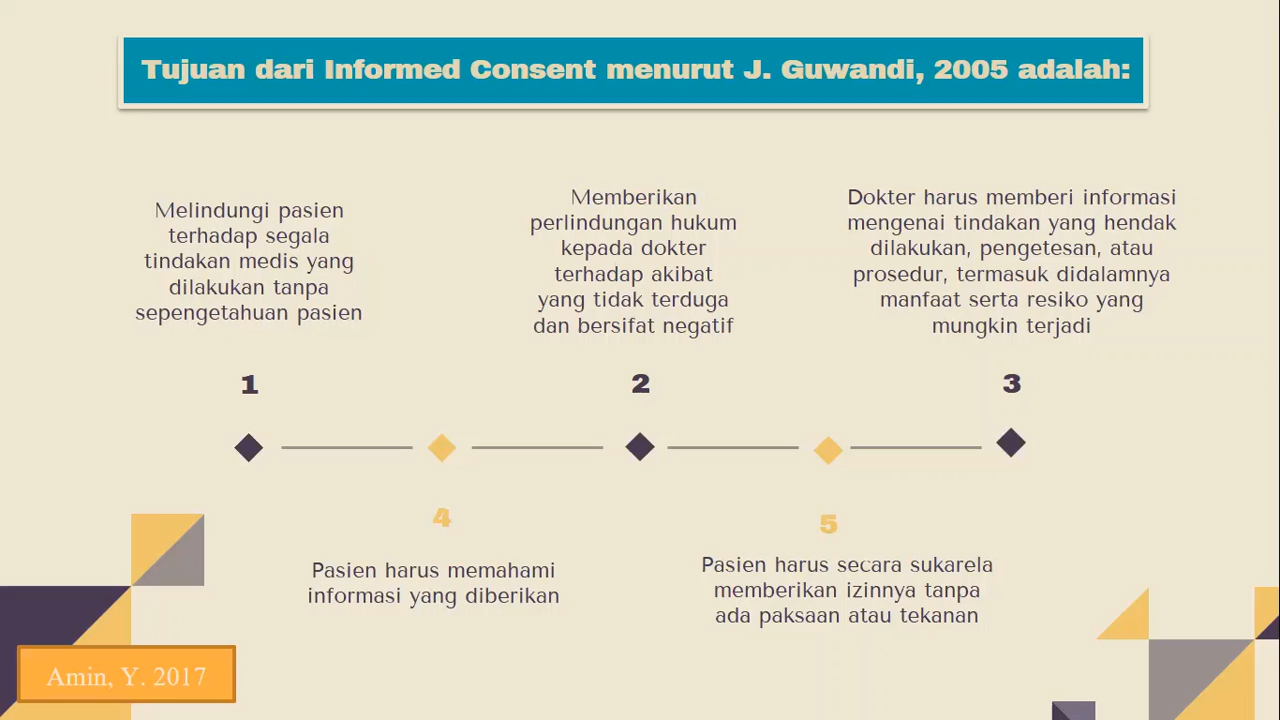 Tujuan dari Informed Consent menurut J. Guwandi, 2005 adalah:
Melindungi pasien
terhadap segala
tindakan medis yang
dilakukan tanpa
sepengetahuan pasien
1
Memberikan
perlindungan hukum
kepada dokter
terhadap akibat
yang tidak terduga
dan bersifat negatif
2
Dokter harus memberi informasi
mengenai tindakan yang hendak
dilakukan, pengetesan, atau
prosedur, termasuk didalamnya
manfaat serta resiko yang
mungkin terjadi
3
4
Pasien harus memahami
informasi yang diberikan
5
Pasien harus secara sukarela
memberikan izinnya tanpa
ada paksaan atau tekanan
Amin, Y. 2017